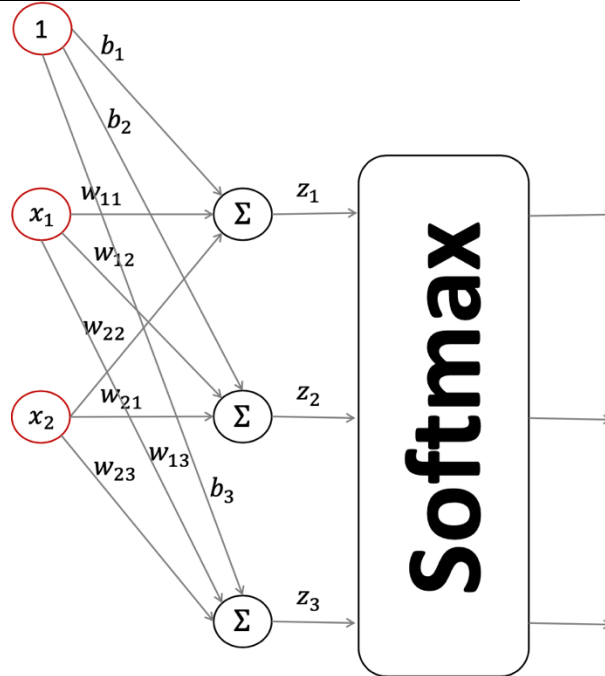 1
b₁
b₂
x₁
w₁₁
Σ
z₁
w₁₂
w₂₂
x₂
w₂₁
Σ
z₂
w₂₃
w₁₃
b₃
Σ
z₃
Softmax